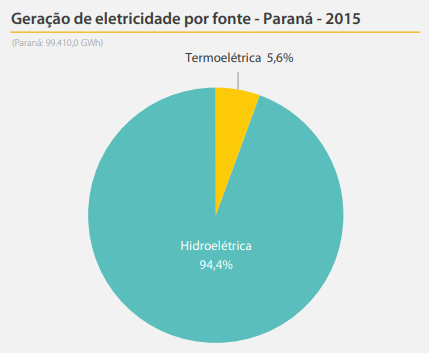 Geração de eletricidade por fonte - Paraná - 2015
(Paraná: 99.410,0 GWh)
Termoelétrica 5,6%
Hidroelétrica
94,4%